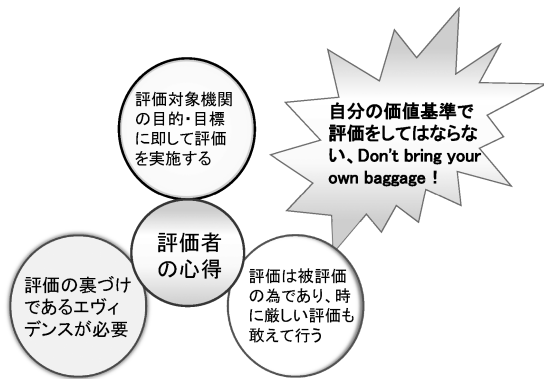 評価対象機関
の目的・目標
に即して評価
を実施する
自分の価値基準で
評価をしてはならな
い、Don't bring your
own baggage！
評価者
の心得
評価の裏づけ
であるエヴィ
デンスが必要
評価は被評価
の為であり、時
に厳しい評価も
敢えて行う